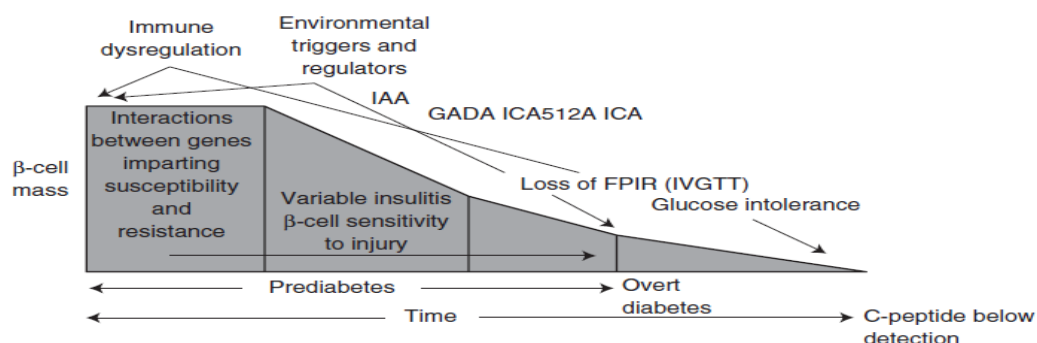 Immune
dysregulation
Environmental
triggers and
regulators
IAA
GADA ICA512A ICA
β-cell
mass
Interactions
between genes
imparting
susceptibility
and
resistance
Variable insulitis
β-cell sensitivity
to injury
Loss of FPIR (IVGTT)
Glucose intolerance
Prediabetes
Overt
diabetes
Time
C-peptide below
detection